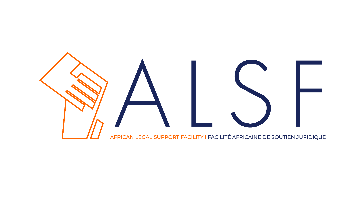 ALSF
AFRICAN LEGAL SUPPORT FACILITY | FACILITÉ AFRICAINE DE SOUTIEN JURIDIQUE